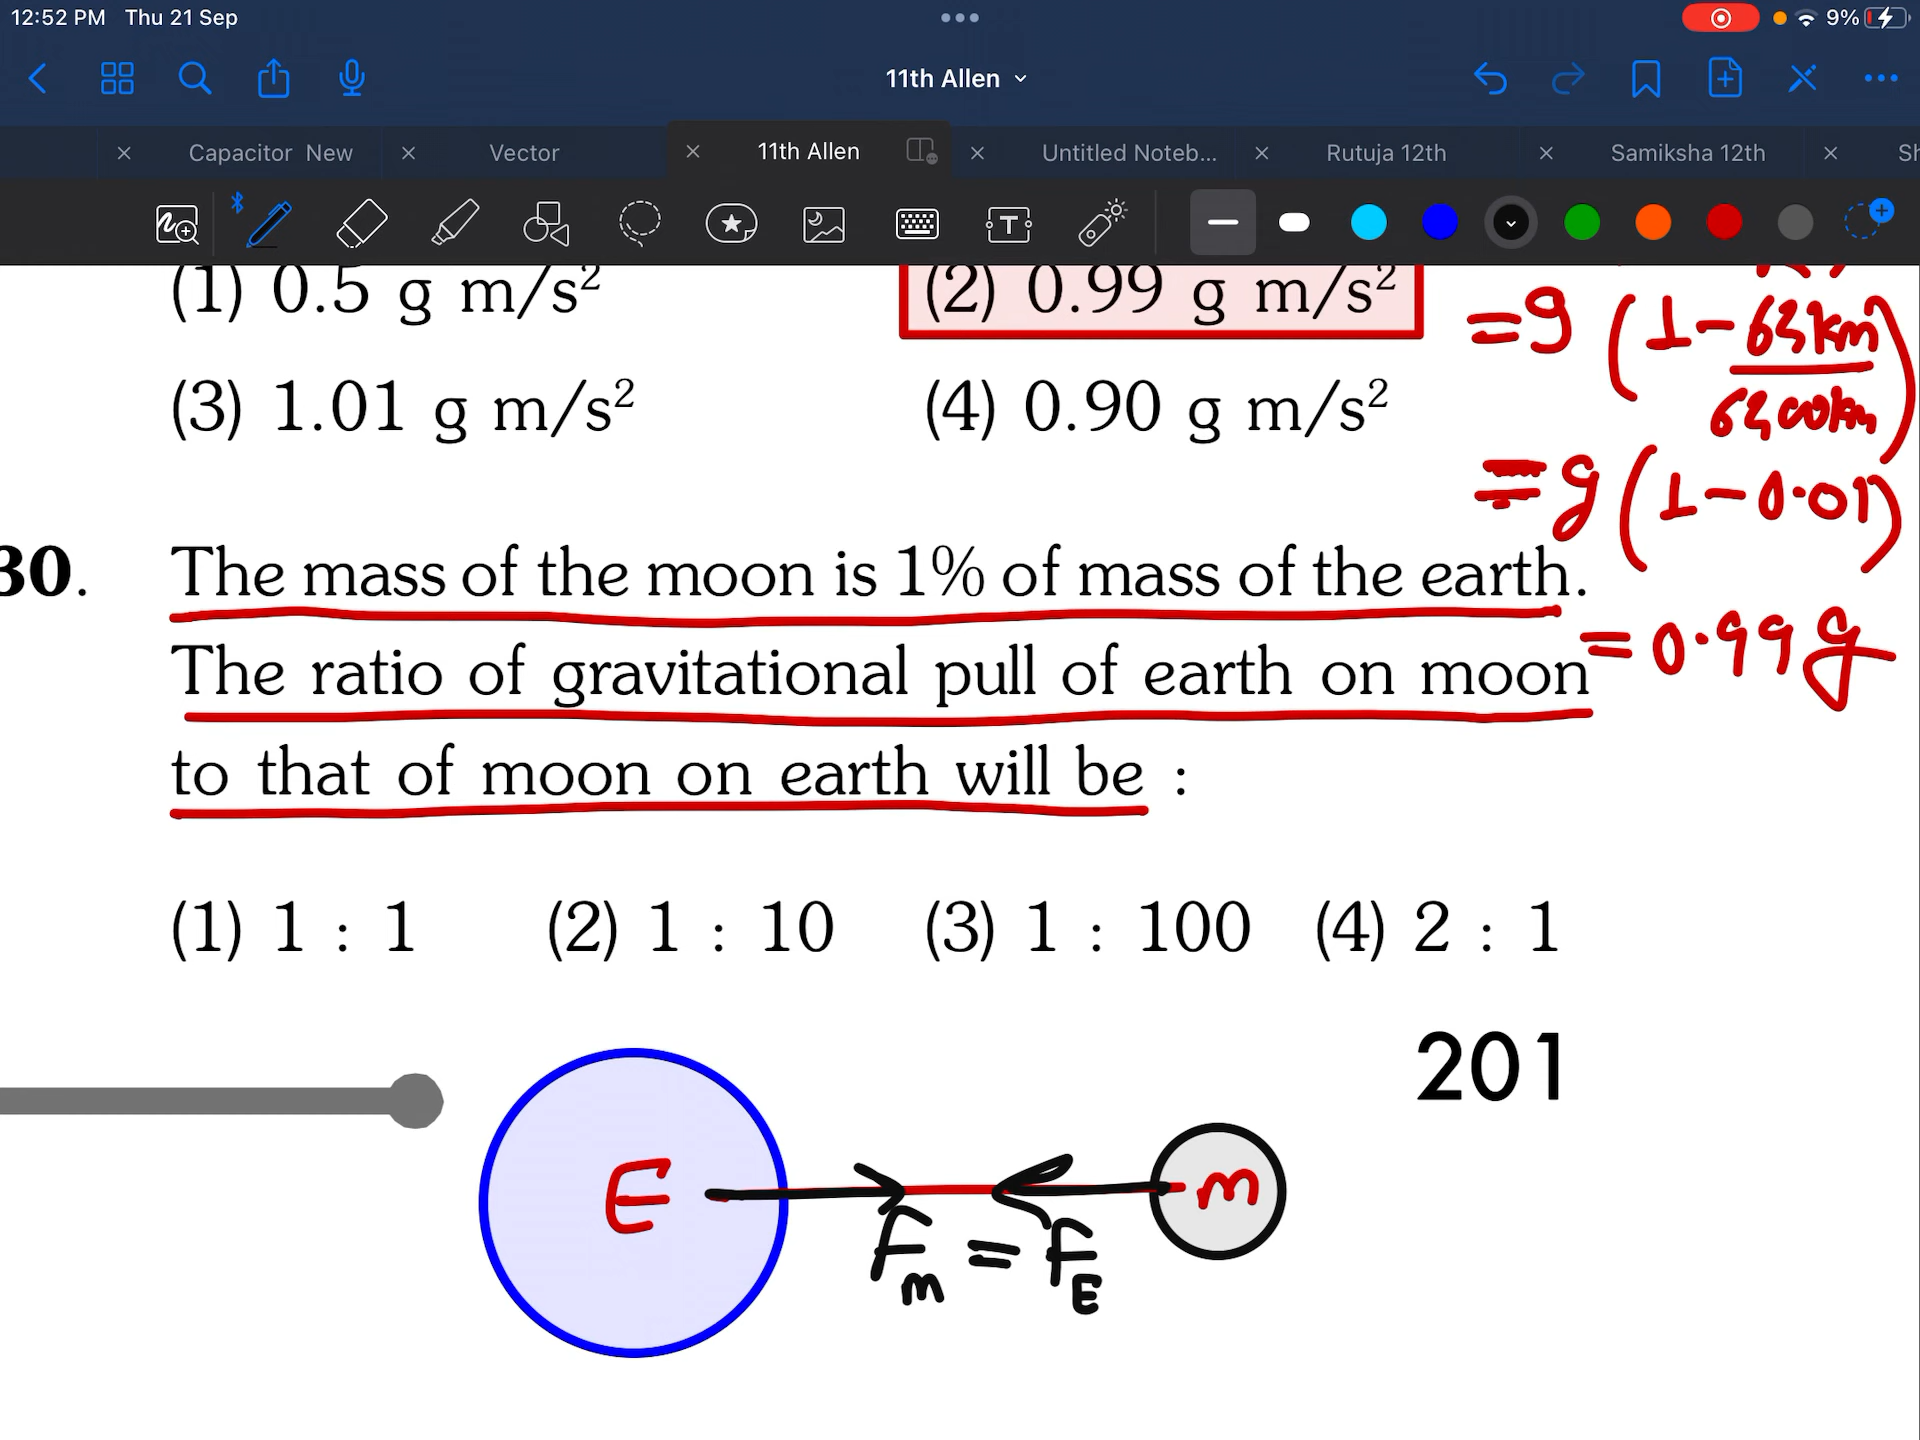 12:52 PM Thu 21 Sep
9%
11th Allen
Capacitor New
Vector
11th Allen
Untitled Noteb...
Rutuja 12th
Samiksha 12th
Sh
(1) 0.5 g m/s²
(2) 0.99 g m/s²
(3) 1.01 g m/s²
(4) 0.90 g m/s²
= g (1 - 63km / 6300km)
= g (1 - 0.01)
= 0.99 g
30. The mass of the moon is 1% of mass of the earth.
The ratio of gravitational pull of earth on moon
to that of moon on earth will be :
(1) 1 : 1 (2) 1 : 10 (3) 1 : 100 (4) 2 : 1
201
E
m
Fm = FE